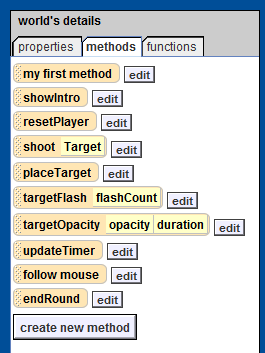 world's details
properties methods functions
my first method edit
showIntro edit
resetPlayer edit
shoot Target edit
placeTarget edit
targetFlash flashCount edit
targetOpacity opacity duration edit
updateTimer edit
follow mouse edit
endRound edit
create new method